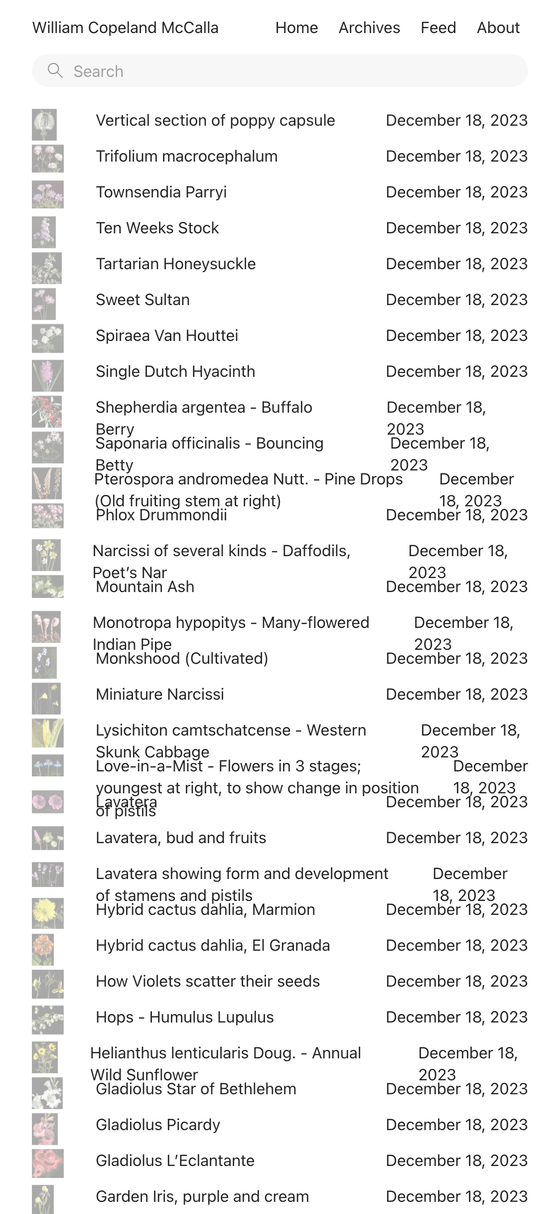 William Copeland McCalla Home Archives Feed About
Search
Vertical section of poppy capsule December 18, 2023
Trifolium macrocephalum December 18, 2023
Townsendia Parryi December 18, 2023
Ten Weeks Stock December 18, 2023
Tartarian Honeysuckle December 18, 2023
Sweet Sultan December 18, 2023
Spiraea Van Houttei December 18, 2023
Single Dutch Hyacinth December 18, 2023
Shepherdia argentea - Buffalo December 18,
Berry 2023
Saponaria officinalis - Bouncing December 18,
Betty 2023
Pterospora andromedea Nutt. - Pine Drops December
(Old fruiting stem at right) 18, 2023
Phlox Drummondii December 18, 2023
Narcissi of several kinds - Daffodils, December 18,
Poet’s Nar 2023
Mountain Ash December 18, 2023
Monotropa hypopitys - Many-flowered December 18,
Indian Pipe 2023
Monkshood (Cultivated) December 18, 2023
Miniature Narcissi December 18, 2023
Lysichiton camtschatcense - Western December 18,
Skunk Cabbage 2023
Love-in-a-Mist - Flowers in 3 stages; December
youngest at right, to show change in position 18, 2023
of pistils
Lavatera December 18, 2023
Lavatera, bud and fruits December 18, 2023
Lavatera showing form and development December
of stamens and pistils 18, 2023
Hybrid cactus dahlia, Marmion December 18, 2023
Hybrid cactus dahlia, El Granada December 18, 2023
How Violets scatter their seeds December 18, 2023
Hops - Humulus Lupulus December 18, 2023
Helianthus lenticularis Doug. - Annual December 18,
Wild Sunflower 2023
Gladiolus Star of Bethlehem December 18, 2023
Gladiolus Picardy December 18, 2023
Gladiolus L’Eclantante December 18, 2023
Garden Iris, purple and cream December 18, 2023